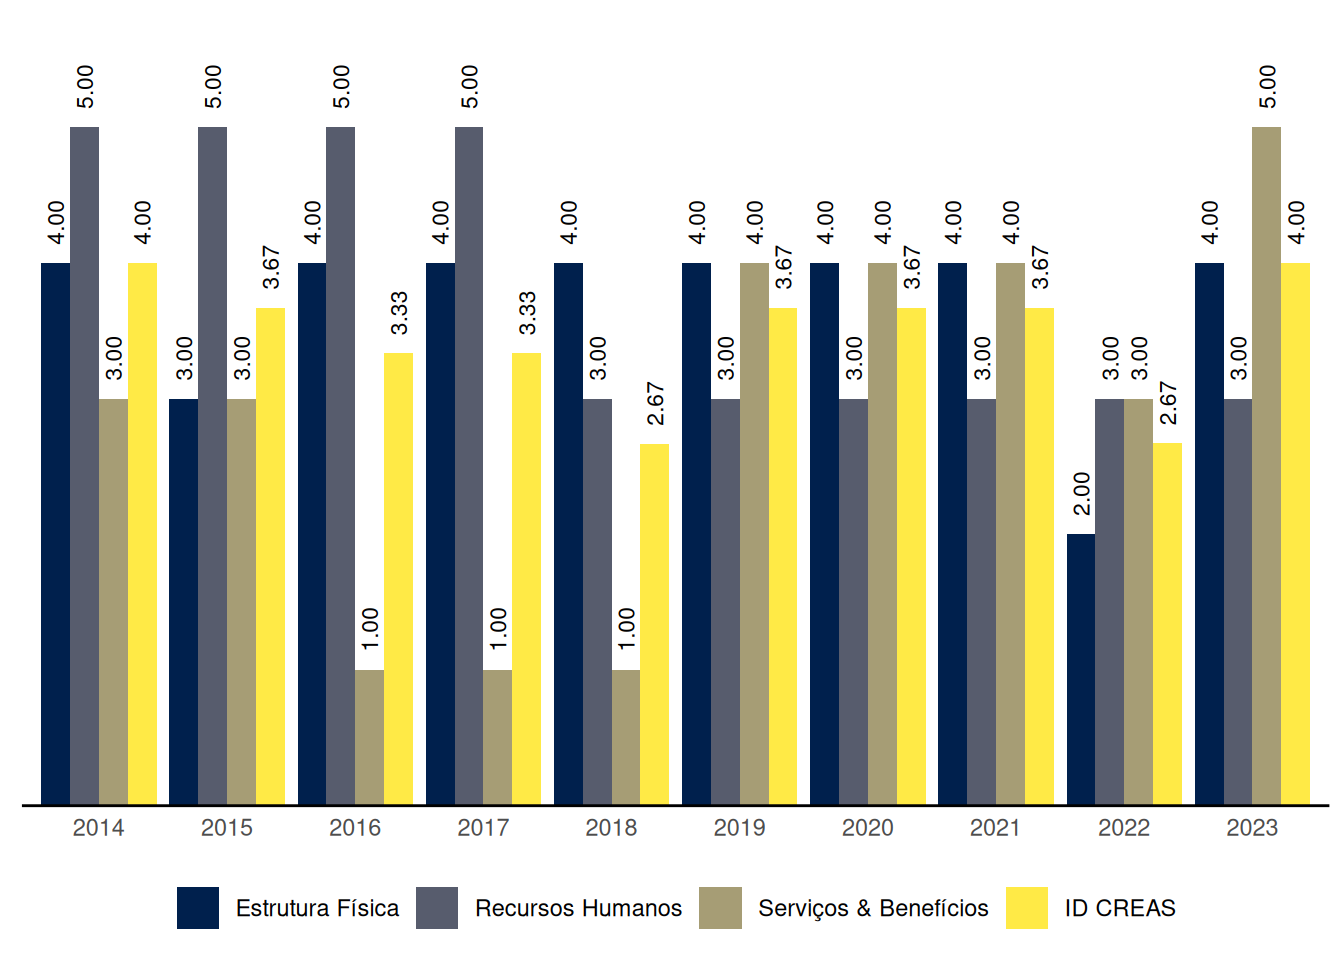 4.00 5.00 3.00 4.00 3.00 5.00 3.00 3.67 4.00 5.00 1.00 3.33 4.00 5.00 1.00 3.33 4.00 3.00 1.00 2.67 4.00 3.00 4.00 3.67 4.00 3.00 4.00 3.67 4.00 3.00 4.00 3.67 2.00 3.00 3.00 2.67 4.00 3.00 5.00 4.00
2014 2015 2016 2017 2018 2019 2020 2021 2022 2023
Estrutura Física Recursos Humanos Serviços & Benefícios ID CREAS